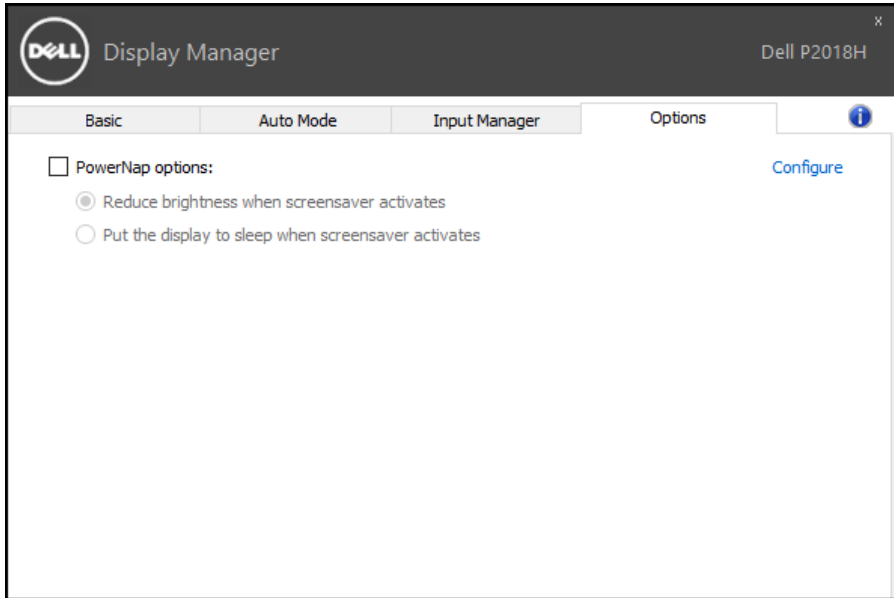 x
DELL Display Manager
Dell P2018H
Basic Auto Mode Input Manager Options i
PowerNap options: Configure
Reduce brightness when screensaver activates
Put the display to sleep when screensaver activates